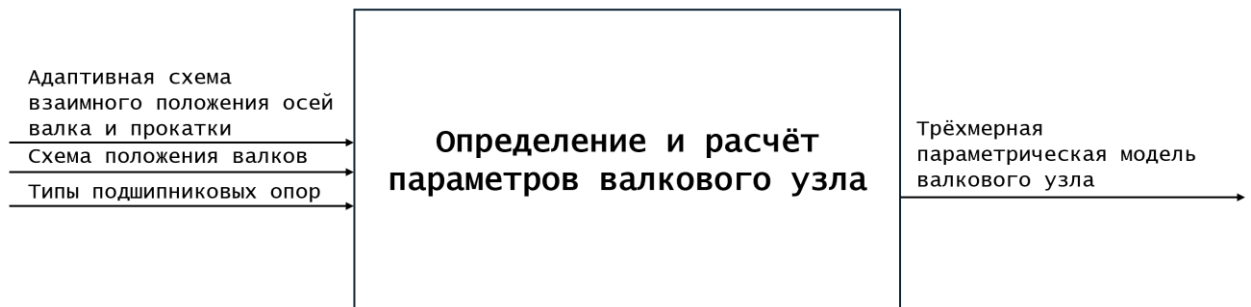 Адаптивная схема
взаимного положения осей
валка и прокатки
Схема положения валков
Типы подшипниковых опор
Определение и расчёт
параметров валкового узла
Трёхмерная
параметрическая модель
валкового узла